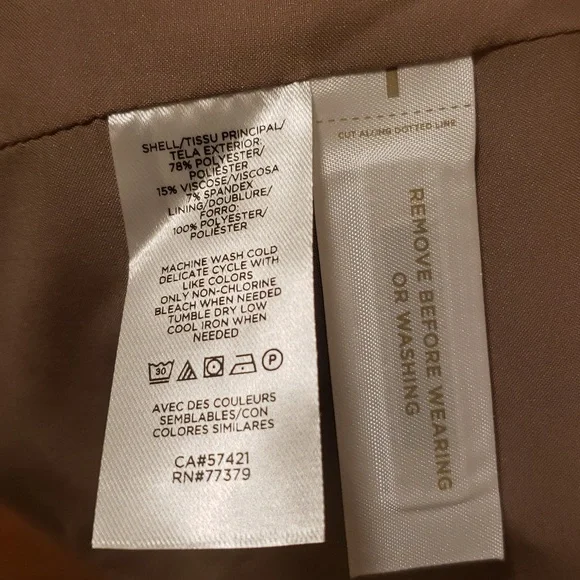 SHELL/TISSU PRINCIPAL/
TELA EXTERIOR:
78% POLYESTER/
POLIÉSTER
15% VISCOSE/VISCOSA
7% SPANDEX
LINING/DOUBLURE/
FORRO:
100% POLYESTER/
POLIÉSTER
MACHINE WASH COLD
DELICATE CYCLE WITH
LIKE COLORS
ONLY NON-CHLORINE
BLEACH WHEN NEEDED
TUMBLE DRY LOW
COOL IRON WHEN
NEEDED
30
P
AVEC DES COULEURS
SEMBLABLES/CON
COLORES SIMILARES
CA#57421
RN#77379
CUT ALONG DOTTED LINE
REMOVE BEFORE WEARING
OR WASHING